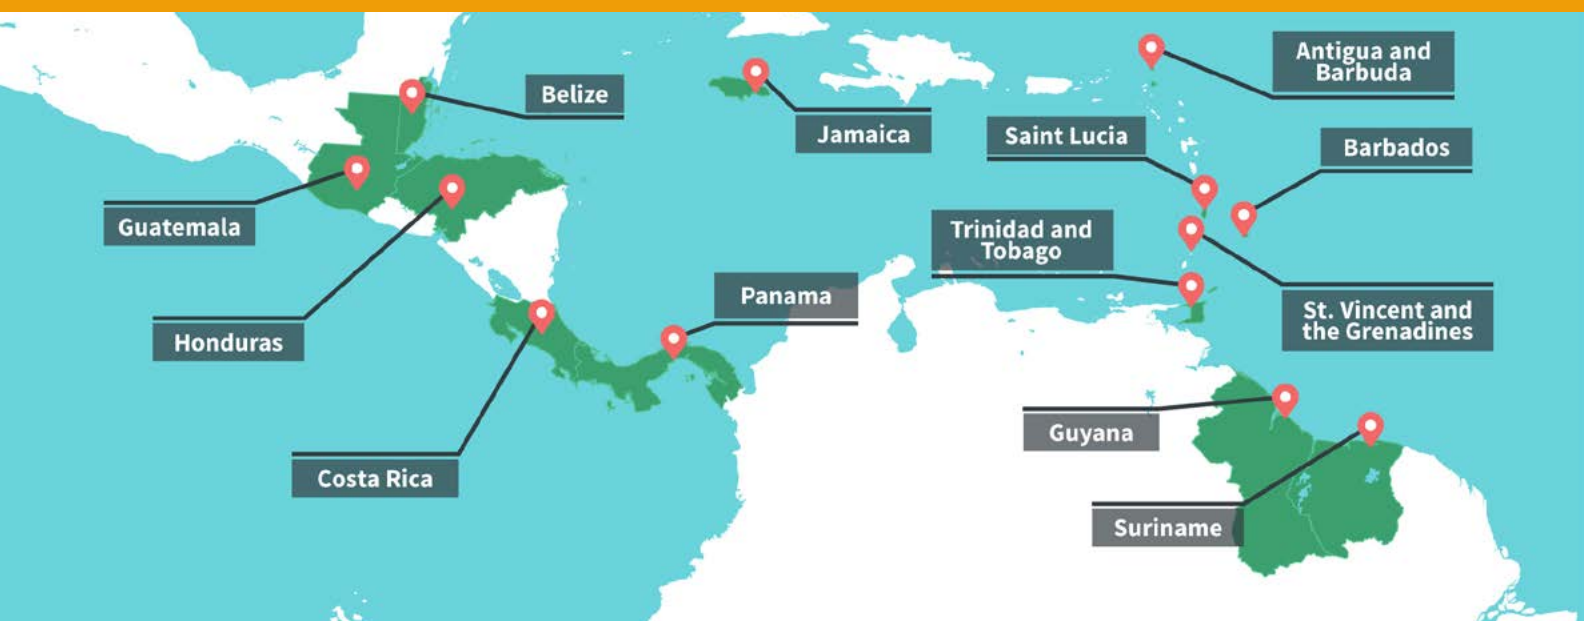 Antigua and
Barbuda
Belize
Jamaica
Saint Lucia
Barbados
Guatemala
Trinidad and
Tobago
Panama
St. Vincent and
the Grenadines
Honduras
Guyana
Costa Rica
Suriname